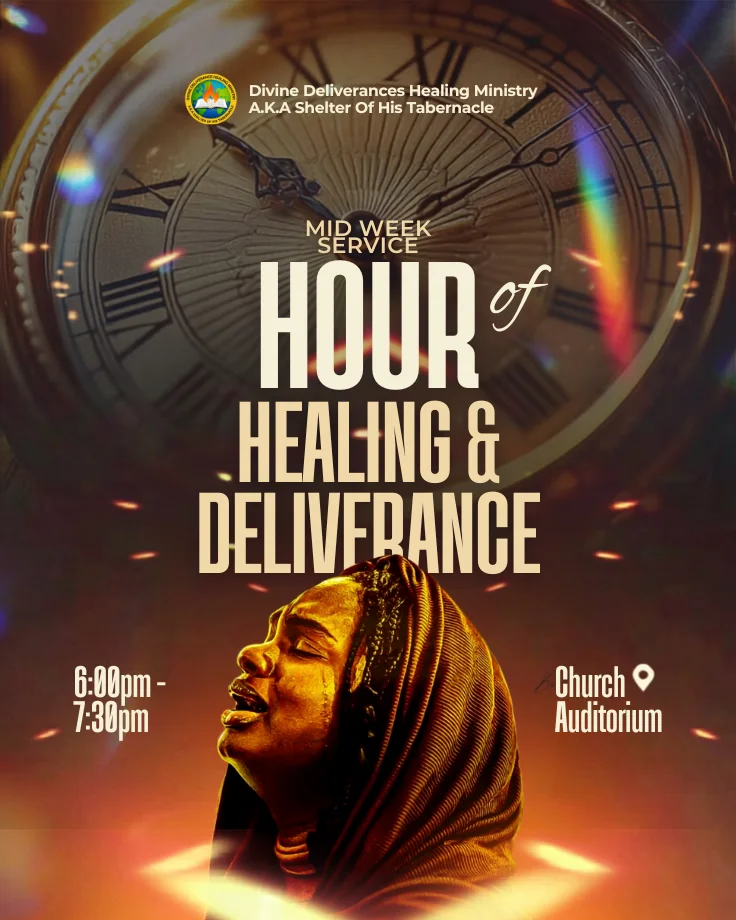 Divine Deliverances Healing Ministry
A.K.A Shelter Of His Tabernacle
MID WEEK
SERVICE
HOUR of
HEALING &
DELIVERANCE
6:00pm -
7:30pm
Church
Auditorium